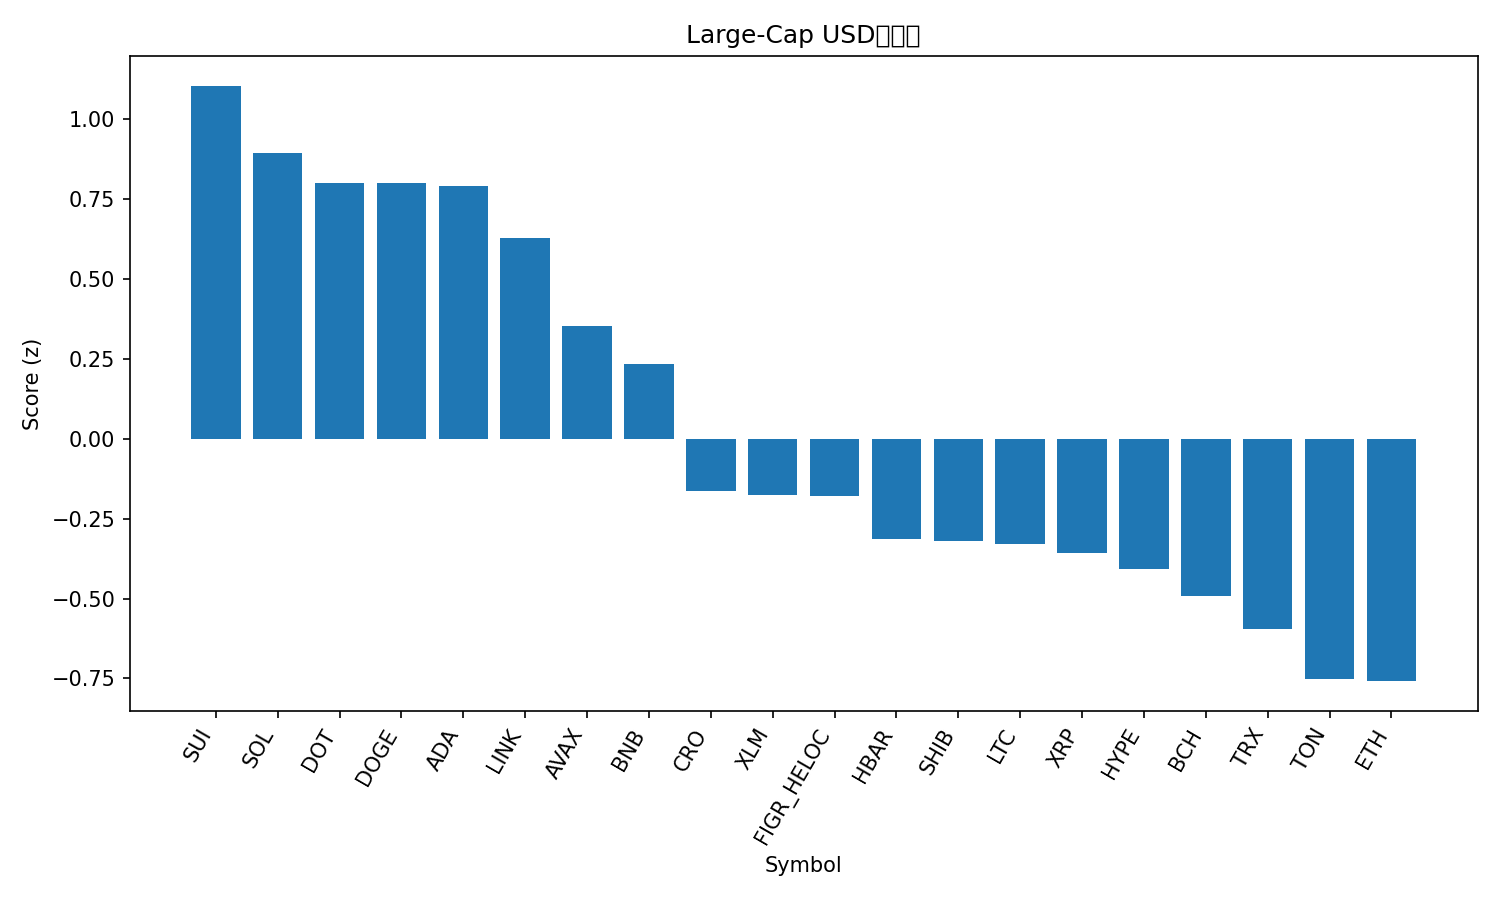 Large-Cap USD
Score (z)
1.00
0.75
0.50
0.25
0.00
−0.25
−0.50
−0.75
SUI
SOL
DOT
DOGE
ADA
LINK
AVAX
BNB
CRO
XLM
FIGR_HELOC
HBAR
SHIB
LTC
XRP
HYPE
BCH
TRX
TON
ETH
Symbol